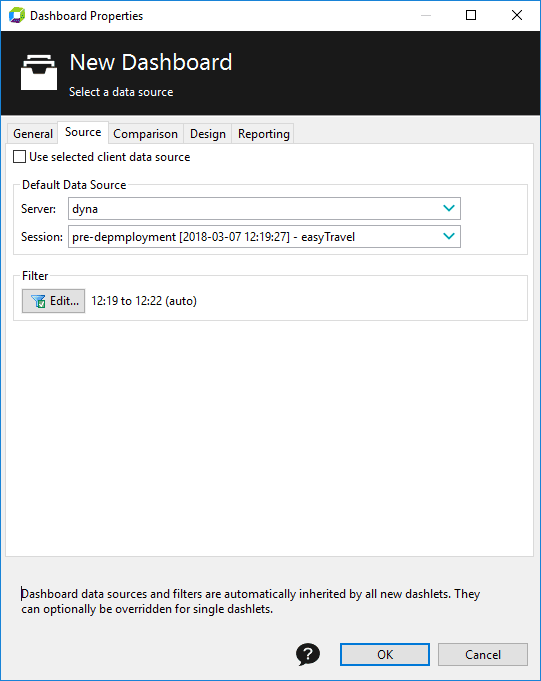 Dashboard Properties
New Dashboard
Select a data source
General Source Comparison Design Reporting
Use selected client data source
Default Data Source
Server: dyna
Session: pre-depmployment [2018-03-07 12:19:27] - easyTravel
Filter
Edit... 12:19 to 12:22 (auto)
Dashboard data sources and filters are automatically inherited by all new dashlets. They
can optionally be overridden for single dashlets.
? OK Cancel